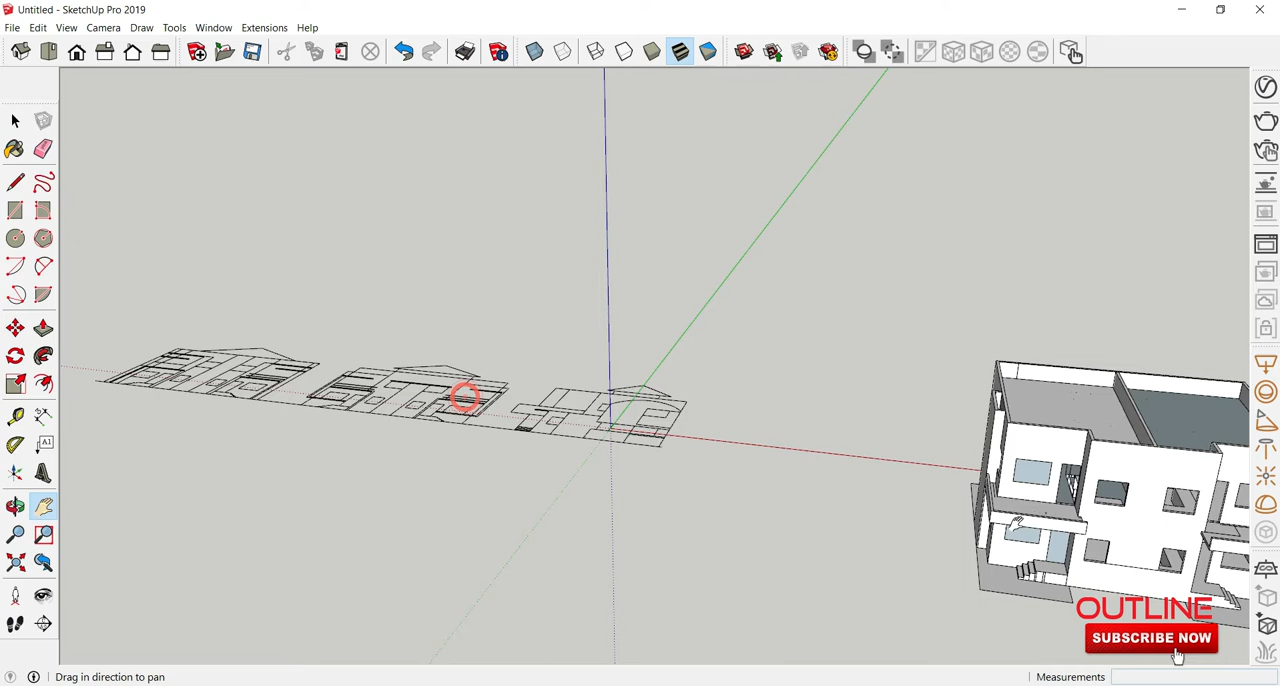 Untitled - SketchUp Pro 2019
File Edit View Camera Draw Tools Window Extensions Help
A1
OUTLINE
SUBSCRIBE NOW
Drag in direction to pan
Measurements